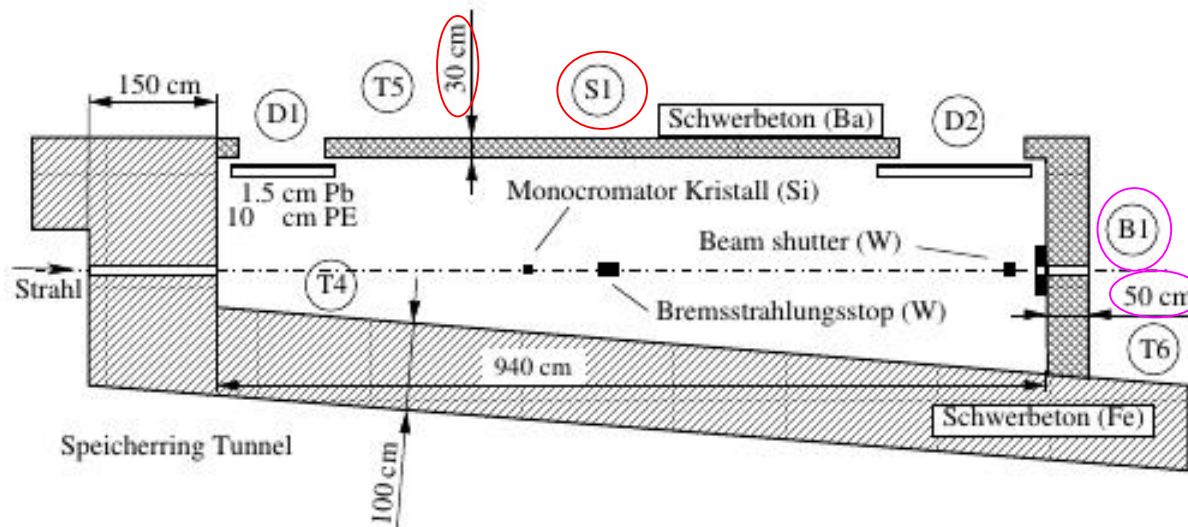 150 cm
D1
T5
30 cm
S1
Schwerbeton (Ba)
D2
1.5 cm Pb
10 cm PE
Monocromator Kristall (Si)
Beam shutter (W)
B1
Strahl
T4
Bremsstrahlungsstop (W)
50 cm
T6
940 cm
Schwerbeton (Fe)
Speicherring Tunnel
100 cm